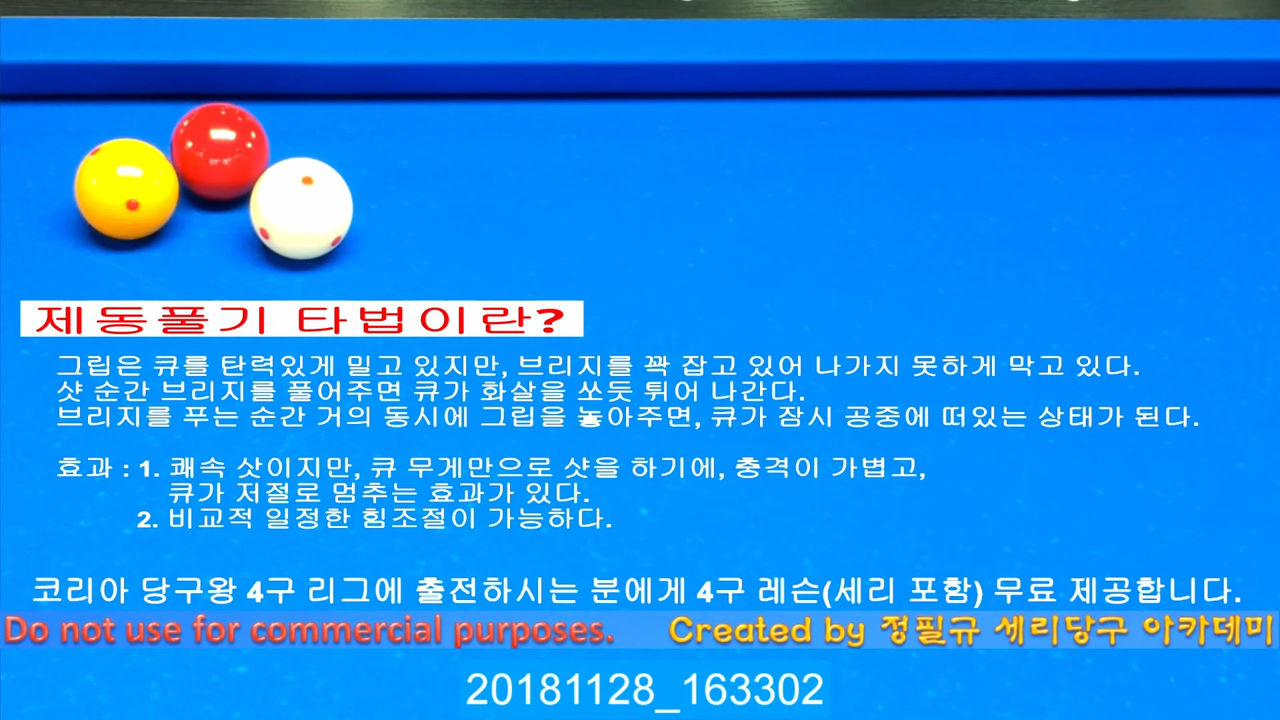 제동풀기 타법이란?
그립은 큐를 탄력있게 밀고 있지만, 브리지를 꽉 잡고 있어 나가지 못하게 막고 있다.
샷 순간 브리지를 풀어주면 큐가 화살을 쏘듯 튀어 나간다.
브리지를 푸는 순간 거의 동시에 그립을 놓아주면, 큐가 잠시 공중에 떠있는 상태가 된다.
효과 : 1. 쾌속 샷이지만, 큐 무게만으로 샷을 하기에, 충격이 가볍고,
큐가 저절로 멈추는 효과가 있다.
2. 비교적 일정한 힘조절이 가능하다.
코리아 당구왕 4구 리그에 출전하시는 분에게 4구 레슨(세리 포함) 무료 제공합니다.
Do not use for commercial purposes. Created by 정필규 세리당구 아카데미
20181128_163302